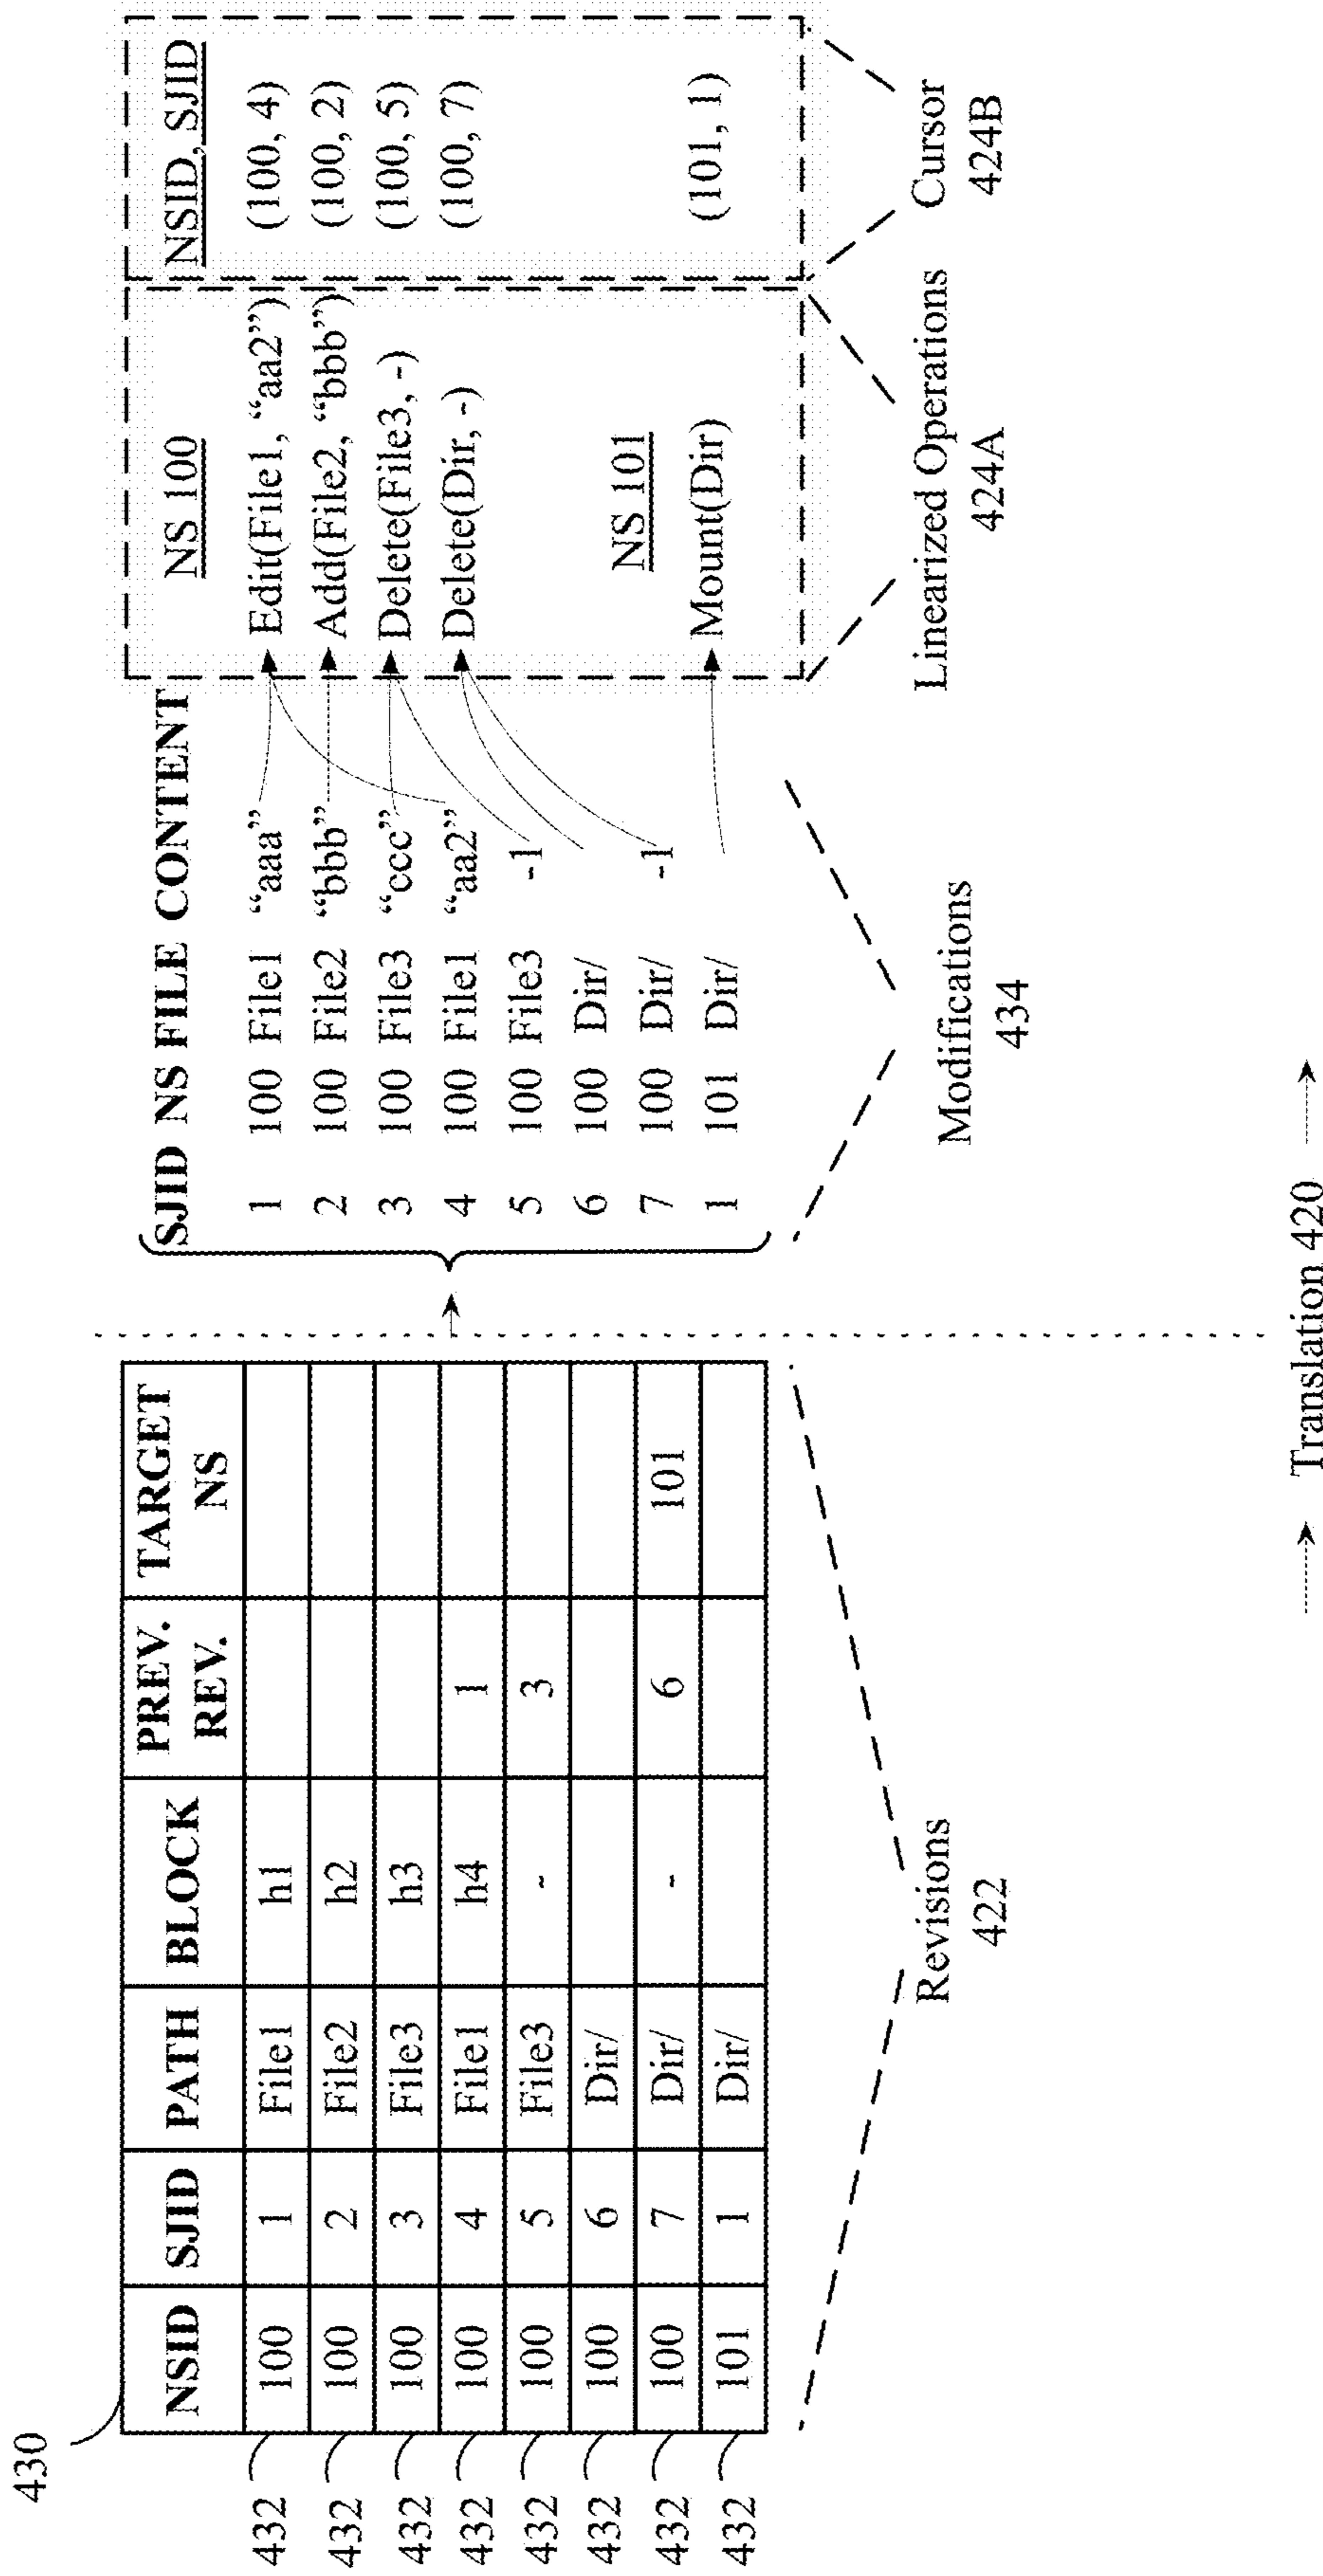 430
NSID SJID PATH BLOCK PREV. REV. TARGET NS
432 100 1 File1 h1
432 100 2 File2 h2
432 100 3 File3 h3
432 100 4 File1 h4 1
432 100 5 File3 - 3
432 100 6 Dir/
432 100 7 Dir/ - 6 101
432 101 1 Dir/
Revisions
422
SJID NS FILE CONTENT
1 100 File1 “aaa”
2 100 File2 “bbb”
3 100 File3 “ccc”
4 100 File1 “aa2”
5 100 File3 -1
6 100 Dir/
7 100 Dir/ -1
1 101 Dir/
Modifications
434
NS 100
Edit(File1, “aa2”)
Add(File2, “bbb”)
Delete(File3, -)
Delete(Dir, -)
NS 101
Mount(Dir)
Linearized Operations
424A
NSID, SJID
(100, 4)
(100, 2)
(100, 5)
(100, 7)
(101, 1)
Cursor
424B
Translation 420